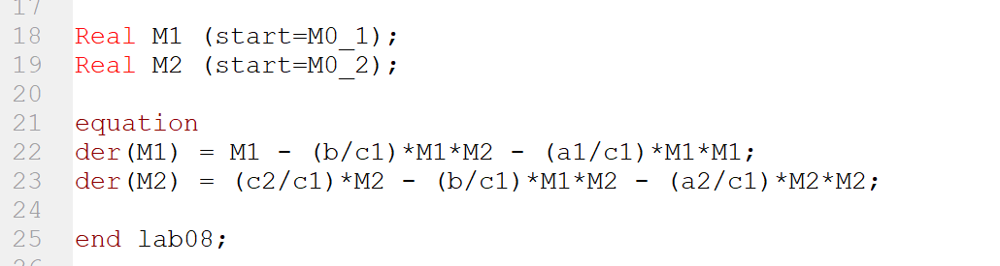 17
18 Real M1 (start=M0_1);
19 Real M2 (start=M0_2);
20
21 equation
22 der(M1) = M1 - (b/c1)*M1*M2 - (a1/c1)*M1*M1;
23 der(M2) = (c2/c1)*M2 - (b/c1)*M1*M2 - (a2/c1)*M2*M2;
24
25 end lab08;
26